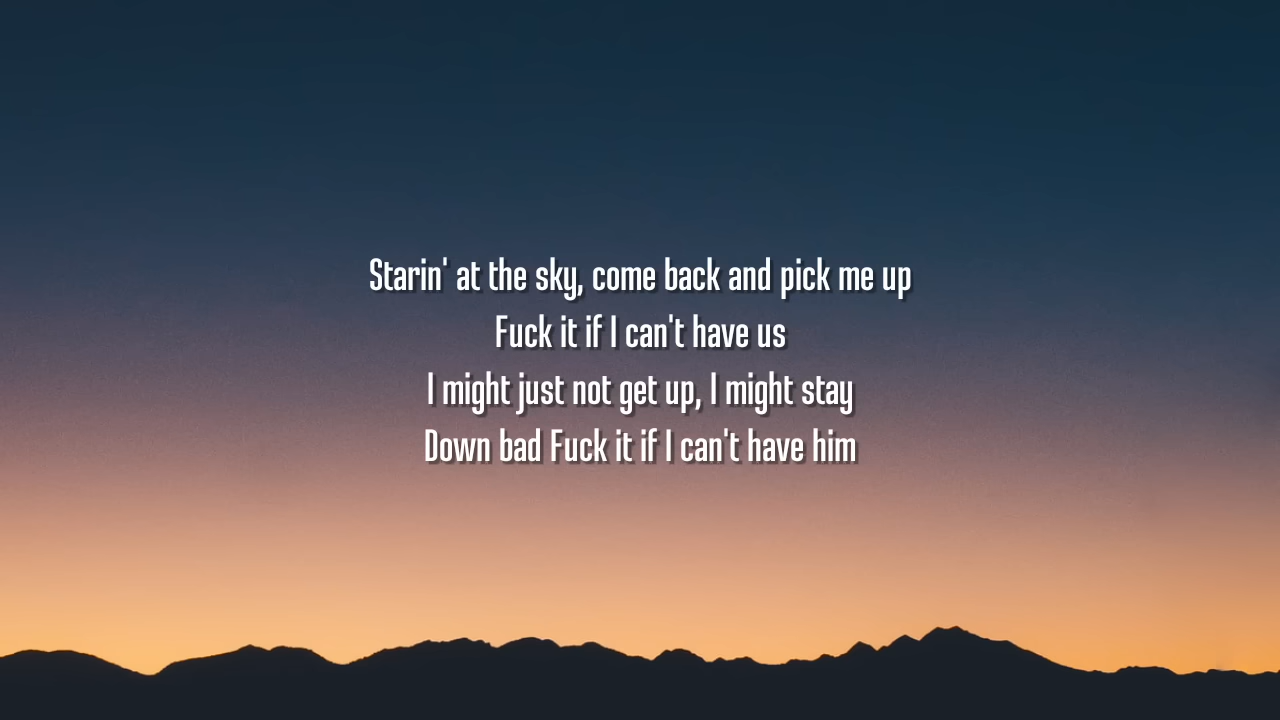 Starin' at the sky, come back and pick me up
Fuck it if I can't have us
I might just not get up, I might stay
Down bad Fuck it if I can't have him